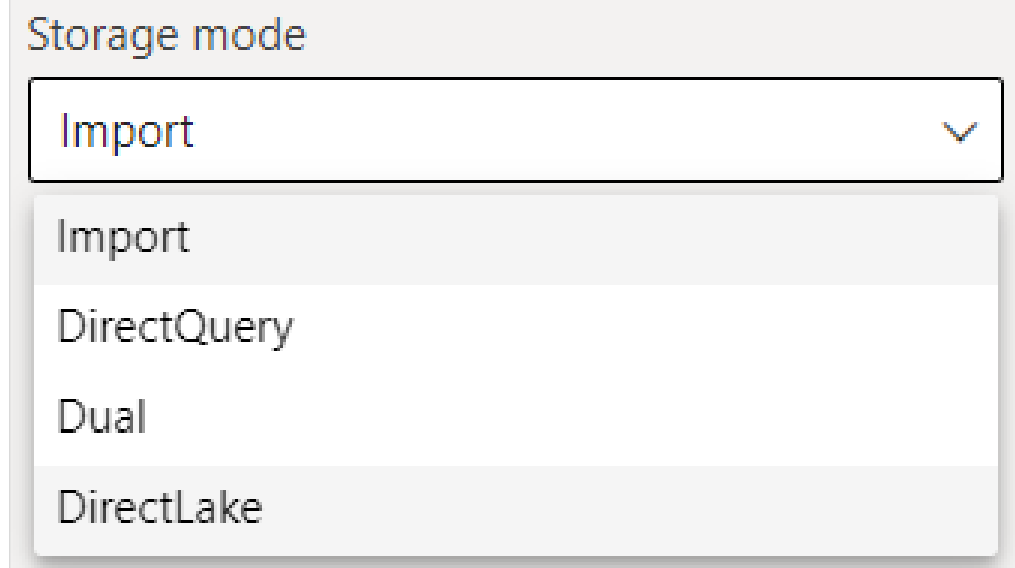 Storage mode
Import
Import
DirectQuery
Dual
DirectLake